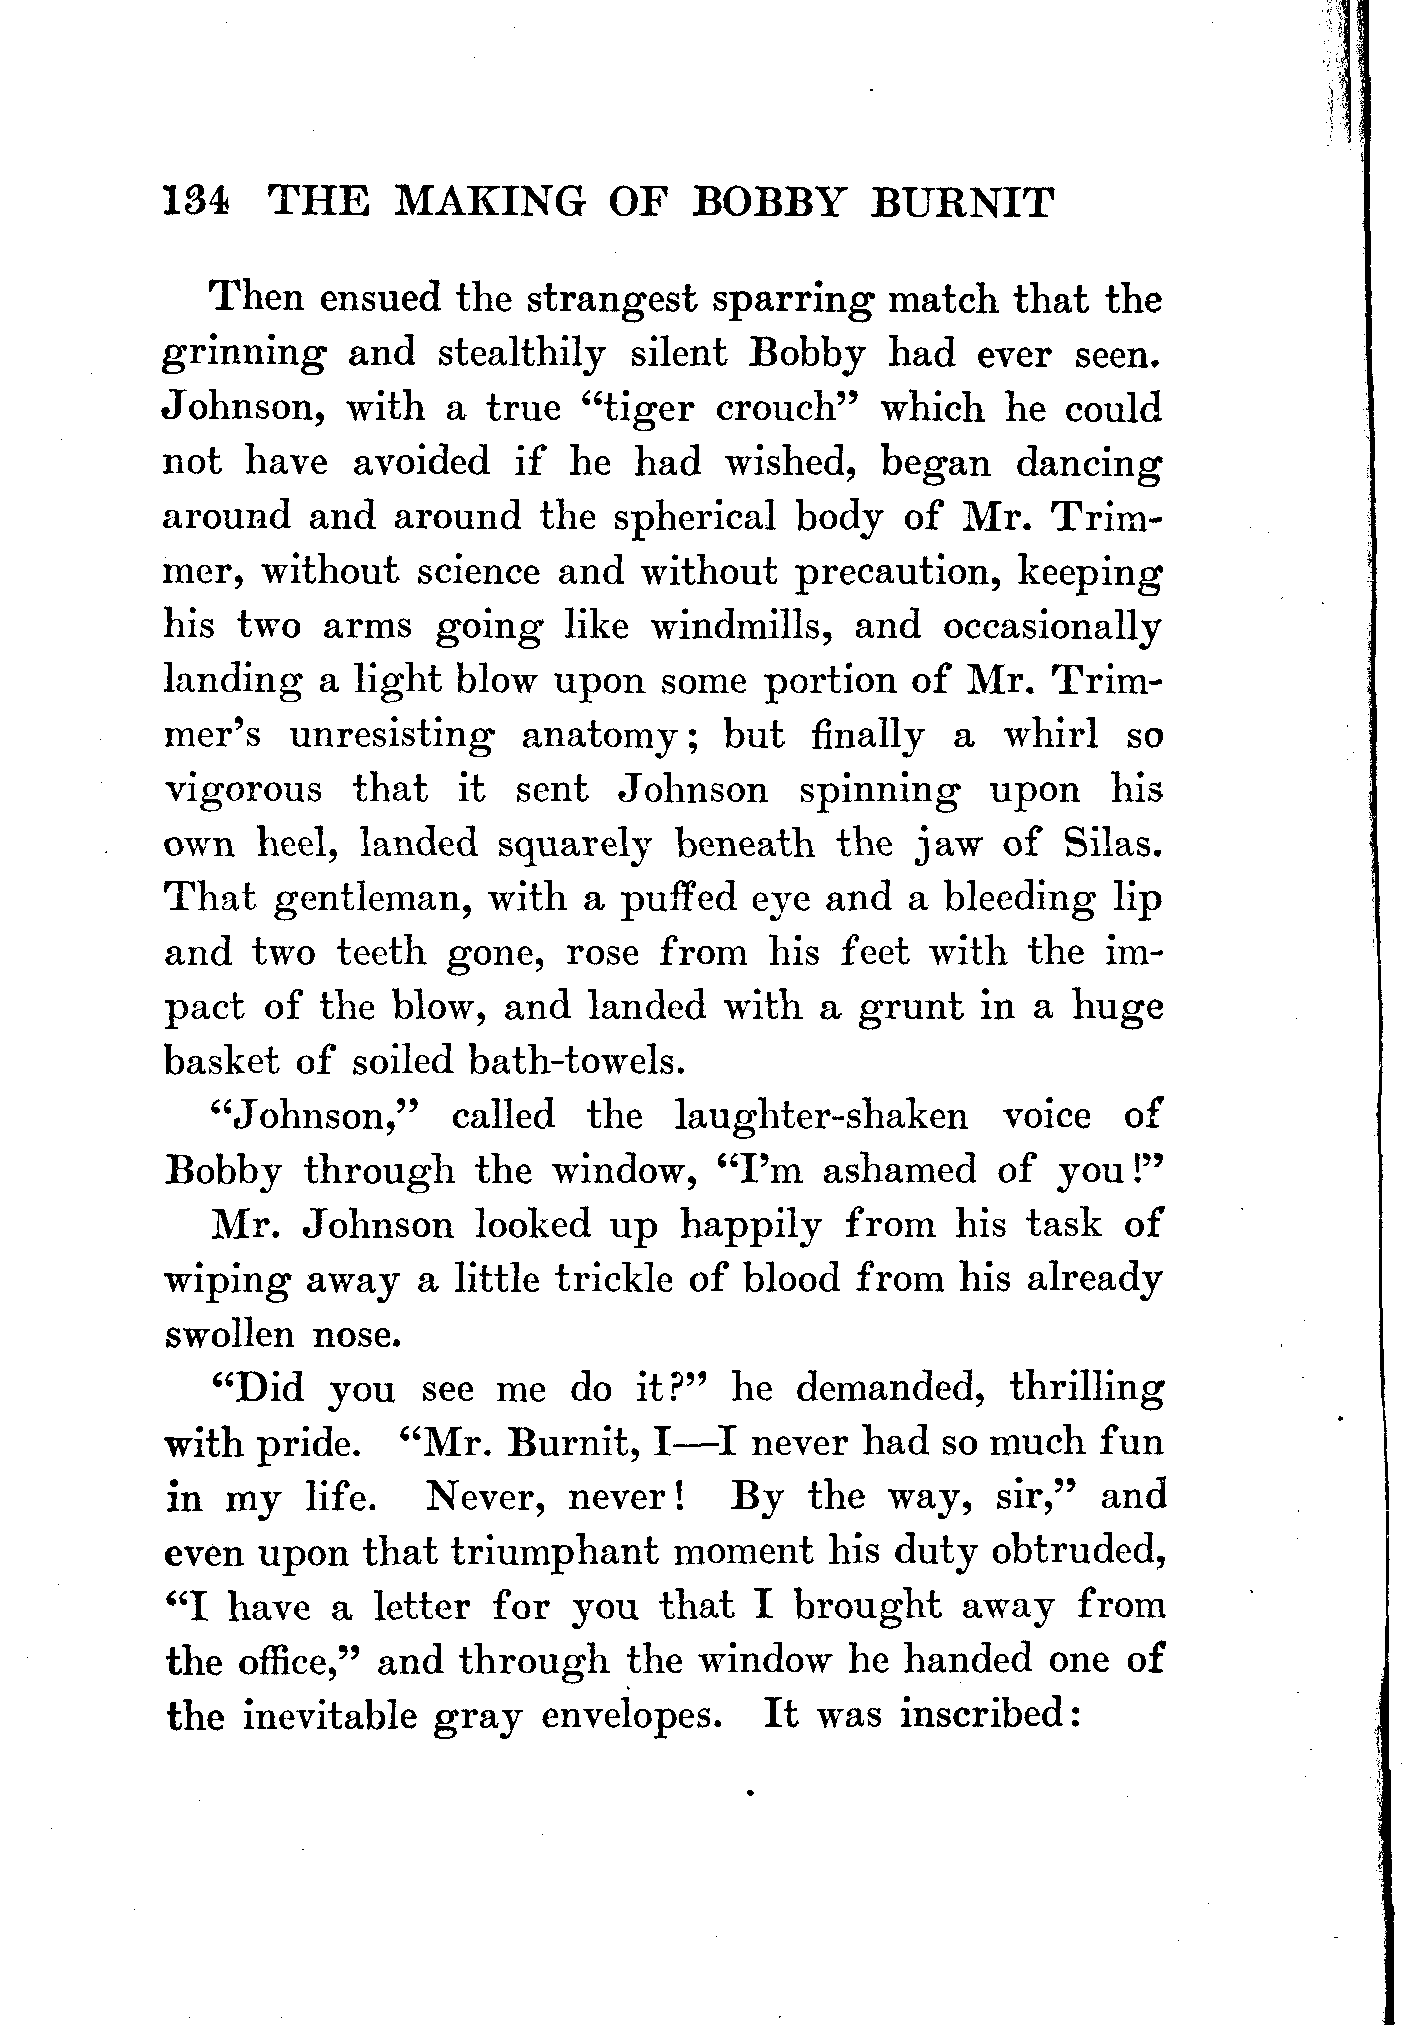 134 THE MAKING OF BOBBY BURNIT
Then ensued the strangest sparring match that the
grinning and stealthily silent Bobby had ever seen.
Johnson, with a true “tiger crouch” which he could
not have avoided if he had wished, began dancing
around and around the spherical body of Mr. Trim-
mer, without science and without precaution, keeping
his two arms going like windmills, and occasionally
landing a light blow upon some portion of Mr. Trim-
mer’s unresisting anatomy; but finally a whirl so
vigorous that it sent Johnson spinning upon his
own heel, landed squarely beneath the jaw of Silas.
That gentleman, with a puffed eye and a bleeding lip
and two teeth gone, rose from his feet with the im-
pact of the blow, and landed with a grunt in a huge
basket of soiled bath-towels.
“Johnson,” called the laughter-shaken voice of
Bobby through the window, “I’m ashamed of you!”
Mr. Johnson looked up happily from his task of
wiping away a little trickle of blood from his already
swollen nose.
“Did you see me do it?” he demanded, thrilling
with pride. “Mr. Burnit, I—I never had so much fun
in my life. Never, never! By the way, sir,” and
even upon that triumphant moment his duty obtruded,
“I have a letter for you that I brought away from
the office,” and through the window he handed one of
the inevitable gray envelopes. It was inscribed: